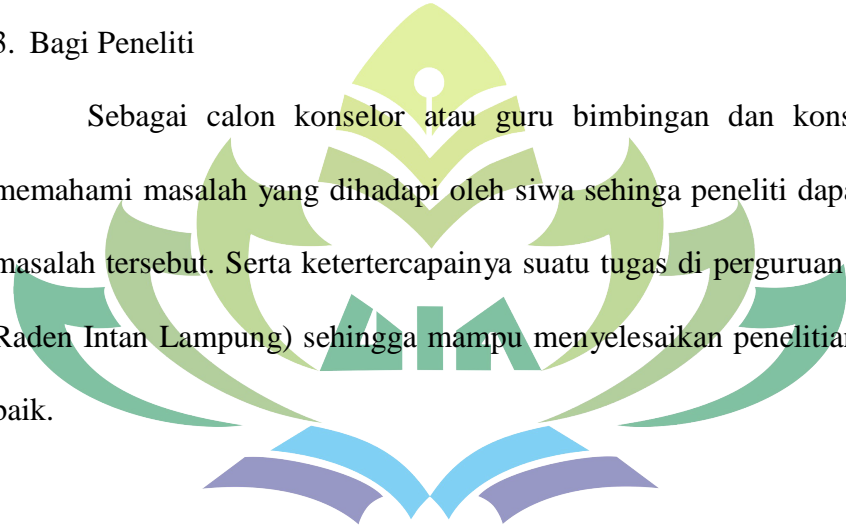 3. Bagi Peneliti
Sebagai calon konselor atau guru bimbingan dan kons
memahami masalah yang dihadapi oleh siwa sehinga peneliti dapa
masalah tersebut. Serta ketertercapainya suatu tugas di perguruan
Raden Intan Lampung) sehingga mampu menyelesaikan penelitian
baik.